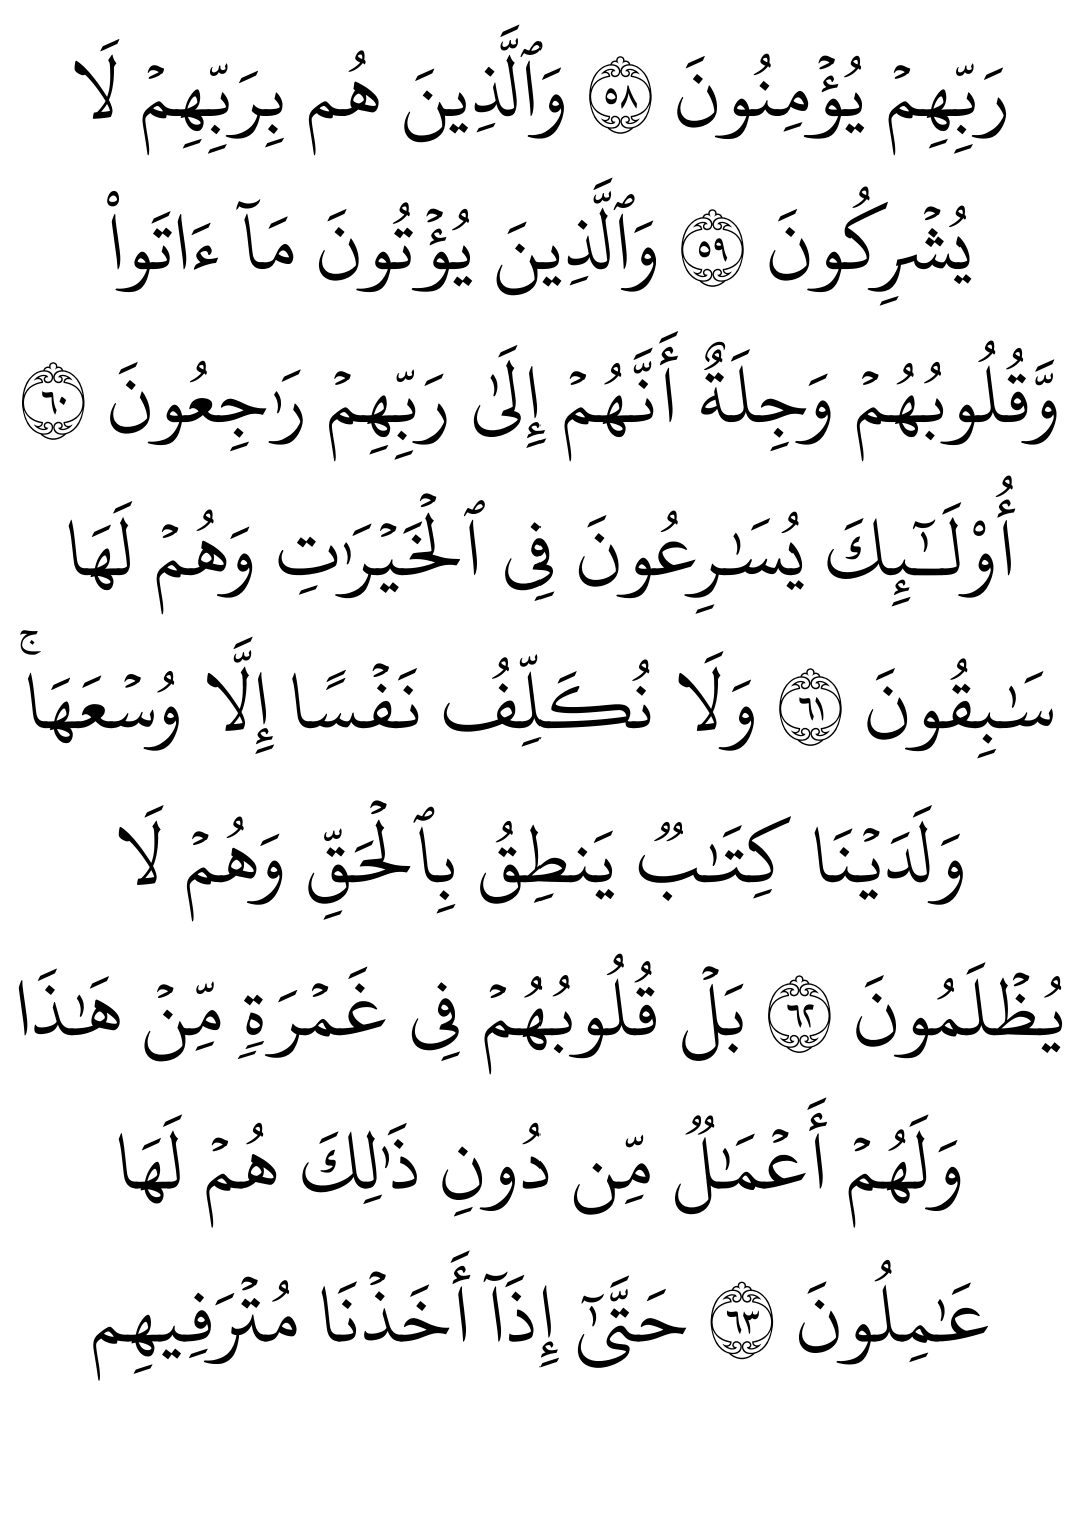 رَبِّهِمۡ يُؤۡمِنُونَ ٥٨ وَٱلَّذِينَ هُم بِرَبِّهِمۡ لَا
يُشۡرِكُونَ ٥٩ وَٱلَّذِينَ يُؤۡتُونَ مَآ ءَاتَواْ
وَّقُلُوبُهُمۡ وَجِلَةٌ أَنَّهُمۡ إِلَىٰ رَبِّهِمۡ رَٰجِعُونَ ٦٠
أُوْلَـٰٓئِكَ يُسَـٰرِعُونَ فِى ٱلۡخَيۡرَٰتِ وَهُمۡ لَهَا
سَـٰبِقُونَ ٦١ وَلَا نُكَلِّفُ نَفۡسًا إِلَّا وُسۡعَهَاۚ
وَلَدَيۡنَا كِتَـٰبٌ يَنطِقُ بِٱلۡحَقِّ وَهُمۡ لَا
يُظۡلَمُونَ ٦٢ بَلۡ قُلُوبُهُمۡ فِى غَمۡرَةٍ مِّنۡ هَـٰذَا
وَلَهُمۡ أَعۡمَـٰلٌ مِّن دُونِ ذَٰلِكَ هُمۡ لَهَا
عَـٰمِلُونَ ٦٣ حَتَّىٰٓ إِذَآ أَخَذۡنَا مُتۡرَفِيهِم